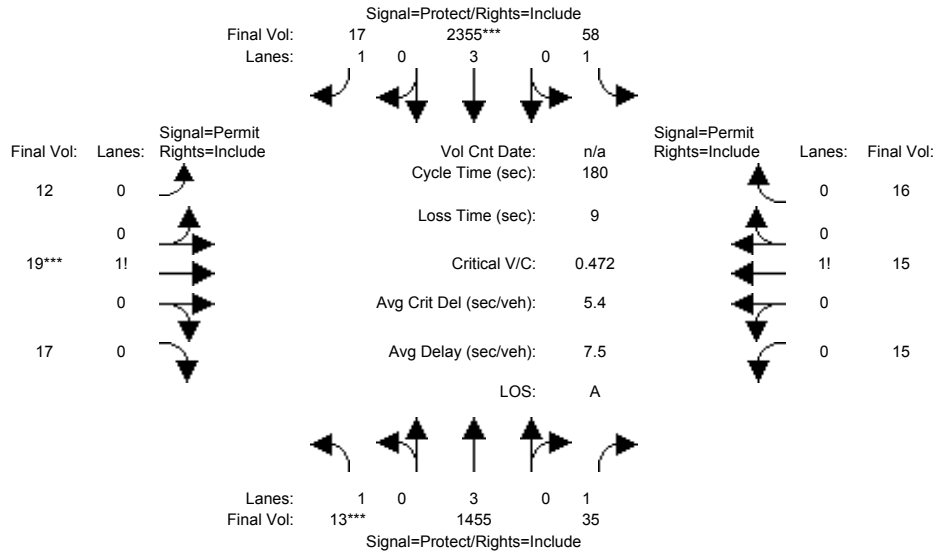 Signal=Protect/Rights=Include
Final Vol: 17 2355*** 58
Lanes: 1 0 3 0 1
Signal=Permit Signal=Permit
Final Vol: Lanes: Rights=Include Vol Cnt Date: n/a Rights=Include Lanes: Final Vol:
Cycle Time (sec): 180
12 0 0 16
Loss Time (sec): 9
0 0
19*** 1! Critical V/C: 0.472 1! 15
0 Avg Crit Del (sec/veh): 5.4 0
17 0 Avg Delay (sec/veh): 7.5 0 15
LOS: A
Lanes: 1 0 3 0 1
Final Vol: 13*** 1455 35
Signal=Protect/Rights=Include